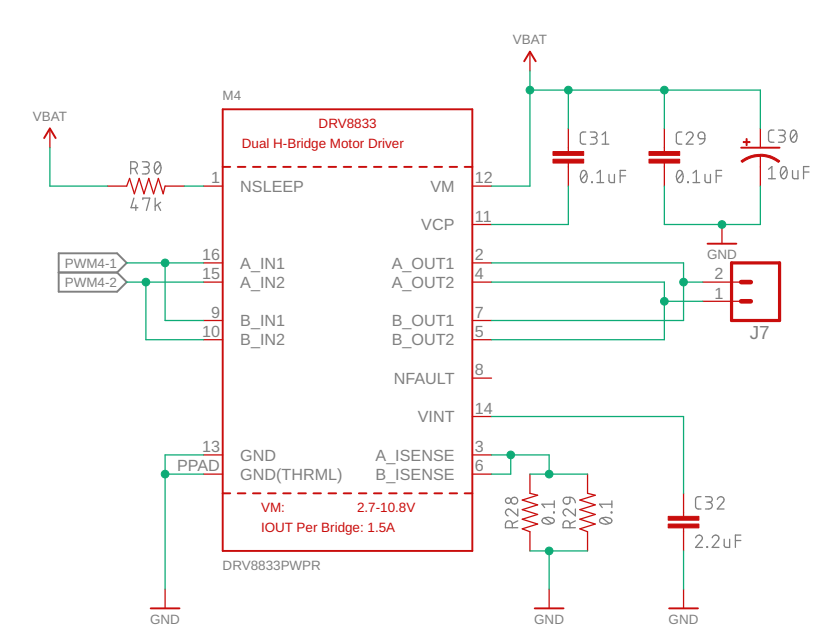 VBAT
M4
VBAT
DRV8833
Dual H-Bridge Motor Driver
C31
C29
C30
R30
47k
1
NSLEEP
VM
12
0.1uF
0.1uF
10uF
VCP
11
GND
PWM4-1
16
A_IN1
A_OUT1
2
PWM4-2
15
A_IN2
A_OUT2
4
2
1
9
B_IN1
B_OUT1
7
10
B_IN2
B_OUT2
5
J7
NFAULT
8
VINT
14
13
GND
A_ISENSE
3
PPAD
GND(THRML)
B_ISENSE
6
VM: 2.7-10.8V
IOUT Per Bridge: 1.5A
R28
0.1
R29
0.1
C32
2.2uF
DRV8833PWPR
GND
GND
GND